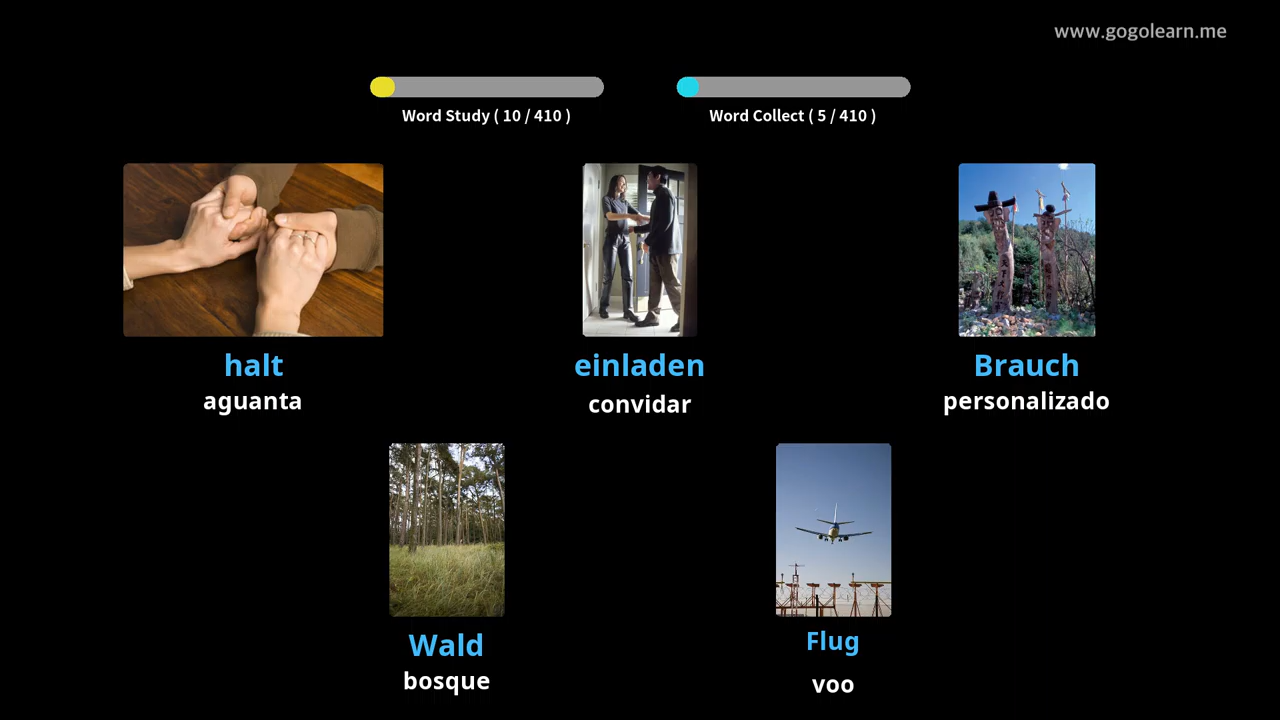 www.gogolearn.me
Word Study ( 10 / 410 )
Word Collect ( 5 / 410 )
halt
aguanta
einladen
convidar
Brauch
personalizado
Wald
bosque
Flug
voo